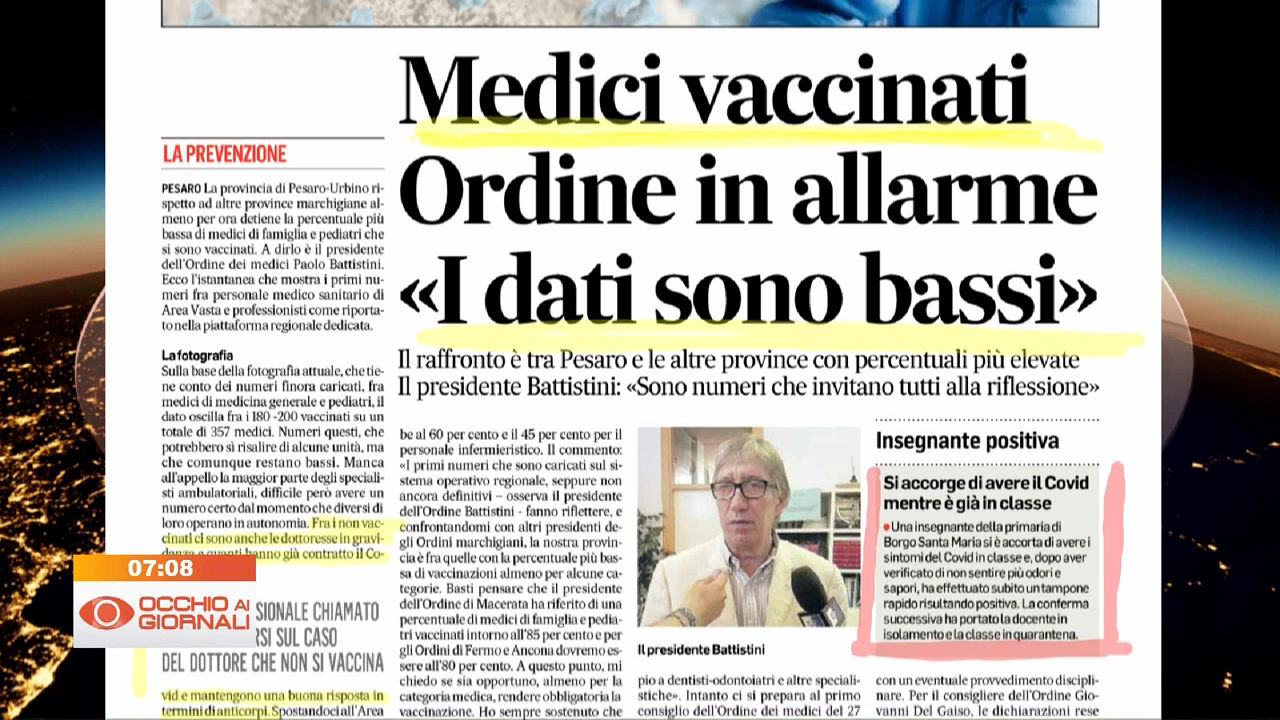 Medici vaccinati
Ordine in allarme
«I dati sono bassi»
Il raffronto è tra Pesaro e le altre province con percentuali più elevate
Il presidente Battistini: «Sono numeri che invitano tutti alla riflessione»
LA PREVENZIONE
PESARO La provincia di Pesaro-Urbino ri-
spetto ad altre province marchigiane al-
meno per ora detiene la percentuale più
bassa di medici di famiglia e pediatri che
si sono vaccinati. A dirlo è il presidente
dell'Ordine dei medici Paolo Battistini.
Ecco l'istantanea che mostra i primi nu-
meri fra personale medico sanitario di
Area Vasta e professionisti come riporta-
to nella piattaforma regionale dedicata.
La fotografia
Sulla base della fotografia attuale, che tie-
ne conto dei numeri finora caricati, fra
medici di medicina generale e pediatri, il
dato oscilla fra i 180 -200 vaccinati su un
totale di 357 medici. Numeri questi, che
potrebbero sì risalire di alcune unità, ma
che comunque restano bassi. Manca
all'appello la maggior parte degli speciali-
sti ambulatoriali, difficile però avere un
numero certo dal momento che diversi di
loro operano in autonomia. Fra i non vac-
cinati ci sono anche le dottoresse in gravi-
danza e quanti hanno già contratto il Co-
07:08
OCCHIO AI
GIORNALI
SIONALE CHIAMATO
RSI SUL CASO
DEL DOTTORE CHE NON SI VACCINA
vid e mantengono una buona risposta in
termini di anticorpi. Spostandoci all'Area
be al 60 per cento e il 45 per cento per il
personale infermieristico. Il commento:
«I primi numeri che sono caricati sul si-
stema operativo regionale, seppure non
ancora definitivi – osserva il presidente
dell'Ordine Battistini - fanno riflettere, e
confrontandomi con altri presidenti de-
gli Ordini marchigiani, la nostra provin-
cia è fra quelle con la percentuale più bas-
sa di vaccinazioni almeno per alcune ca-
tegorie. Basti pensare che il presidente
dell'Ordine di Macerata ha riferito di una
percentuale di medici di famiglia e pedia-
tri vaccinati intorno all'85 per cento e per
gli Ordini di Fermo e Ancona dovremo es-
sere all'80 per cento. A questo punto, mi
chiedo se sia opportuno, almeno per la
categoria medica, rendere obbligatoria la
vaccinazione. Ho sempre sostenuto che
Il presidente Battistini
pio a dentisti-odontoiatri e altre speciali-
stiche». Intanto ci si prepara al primo
consiglio dell'Ordine dei medici del 27
Insegnante positiva
Si accorge di avere il Covid
mentre è già in classe
● Una insegnante della primaria di
Borgo Santa Maria si è accorta di avere i
sintomi del Covid in classe e, dopo aver
verificato di non sentire più odori e
sapori, ha effettuato subito un tampone
rapido risultando positiva. La conferma
successiva ha portato la docente in
isolamento e la classe in quarantena.
con un eventuale provvedimento discipli-
nare. Per il consigliere dell'Ordine Gio-
vanni Del Gaiso, le dichiarazioni rese